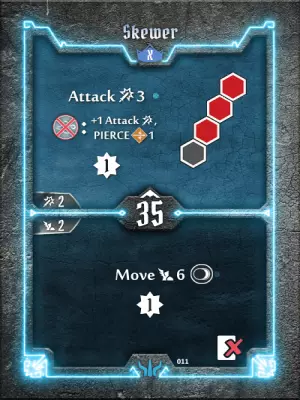 Skewer
X
Attack 3
+1 Attack,
PIERCE 1
1
2
35
2
Move 6
1
011